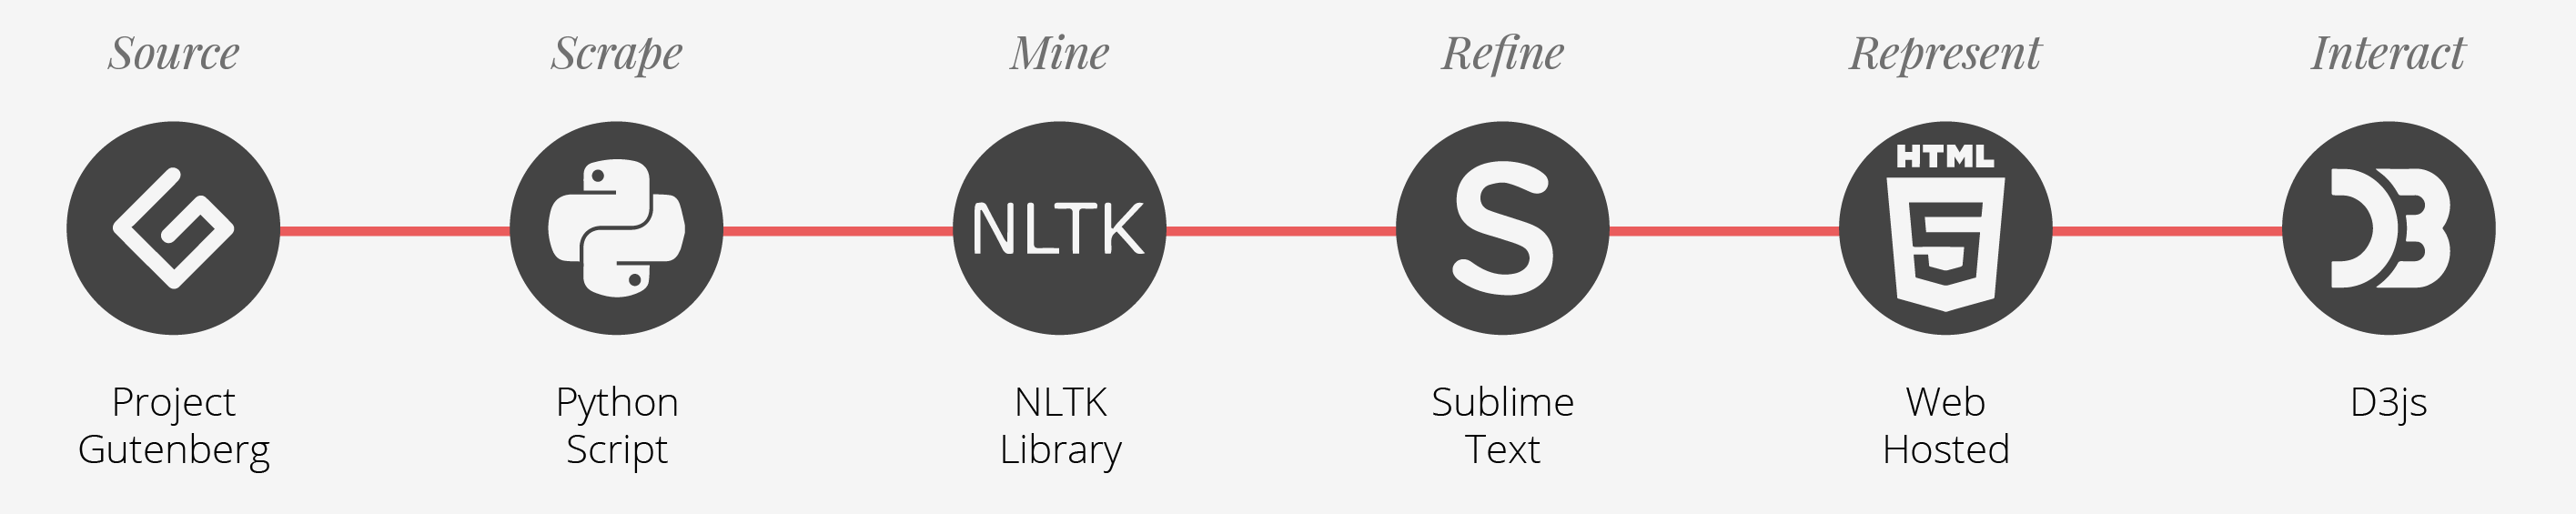 Source
Scrape
Mine
Refine
Represent
Interact
NLTK
HTML
5
D3
S
Project
Gutenberg
Python
Script
NLTK
Library
Sublime
Text
Web
Hosted
D3js